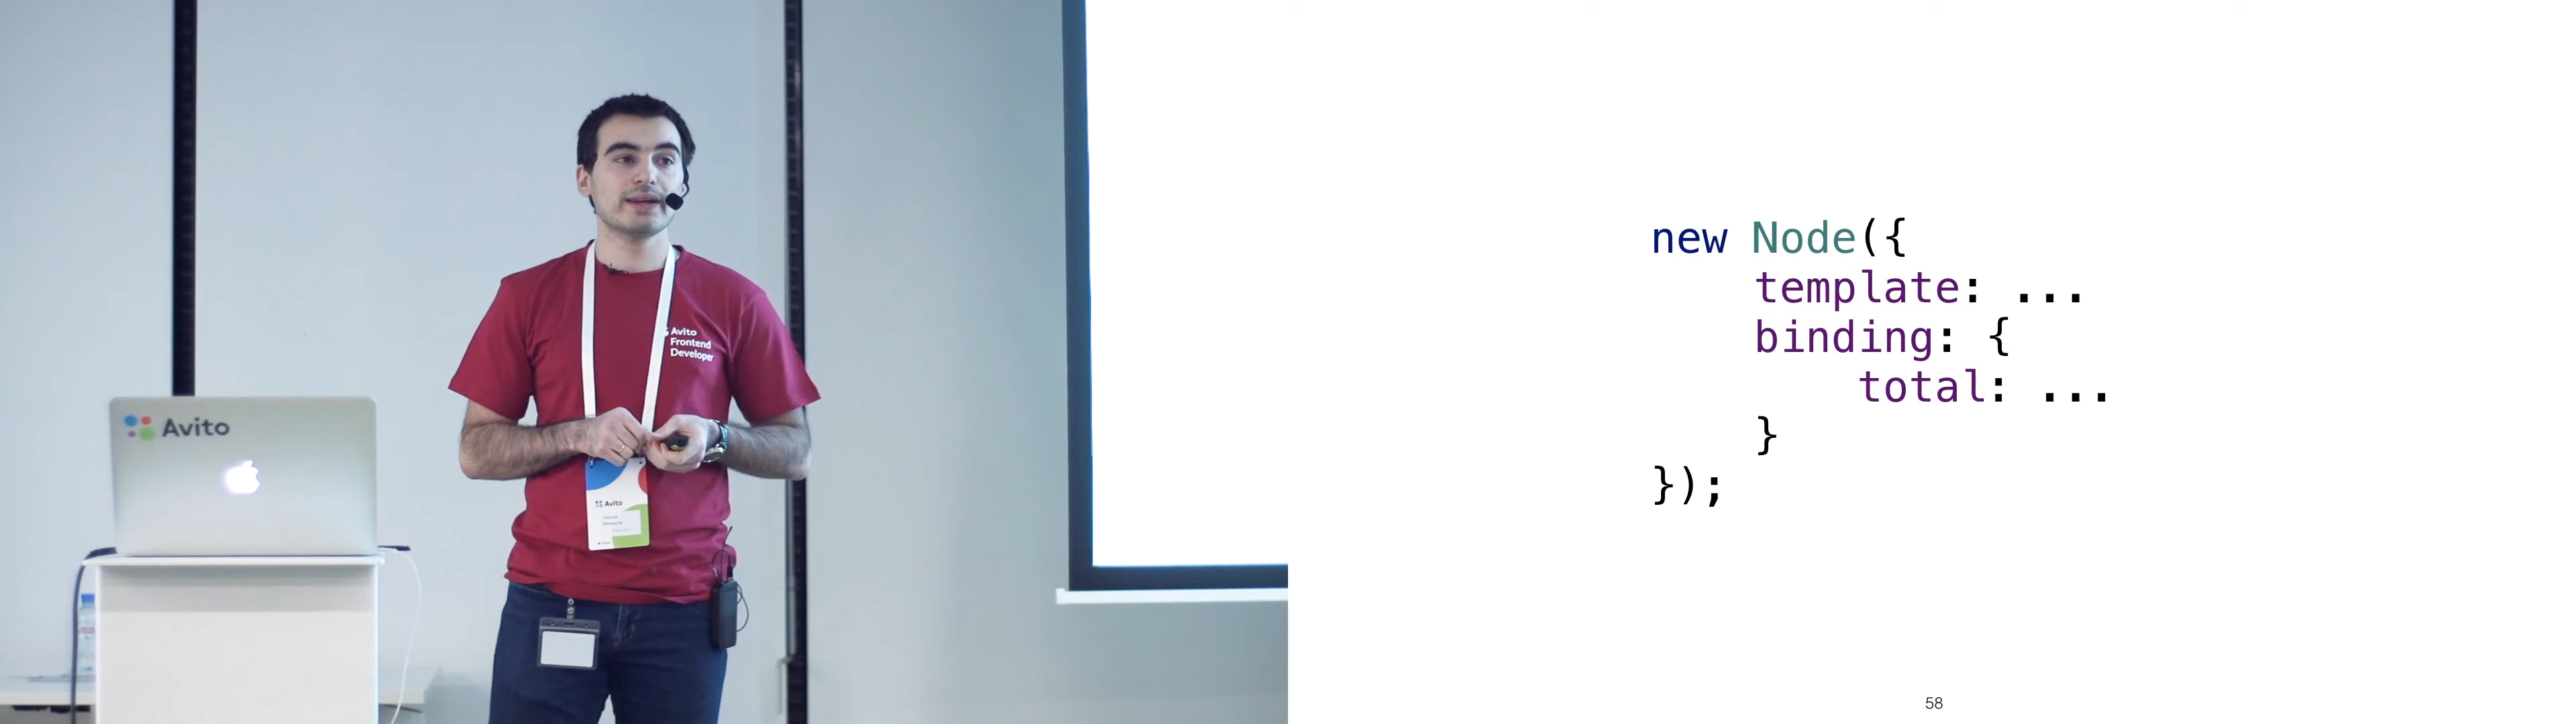 Avito
Avito
Frontend
Developer
Avito
new Node({
template: ...
binding: {
total: ...
}
});
58